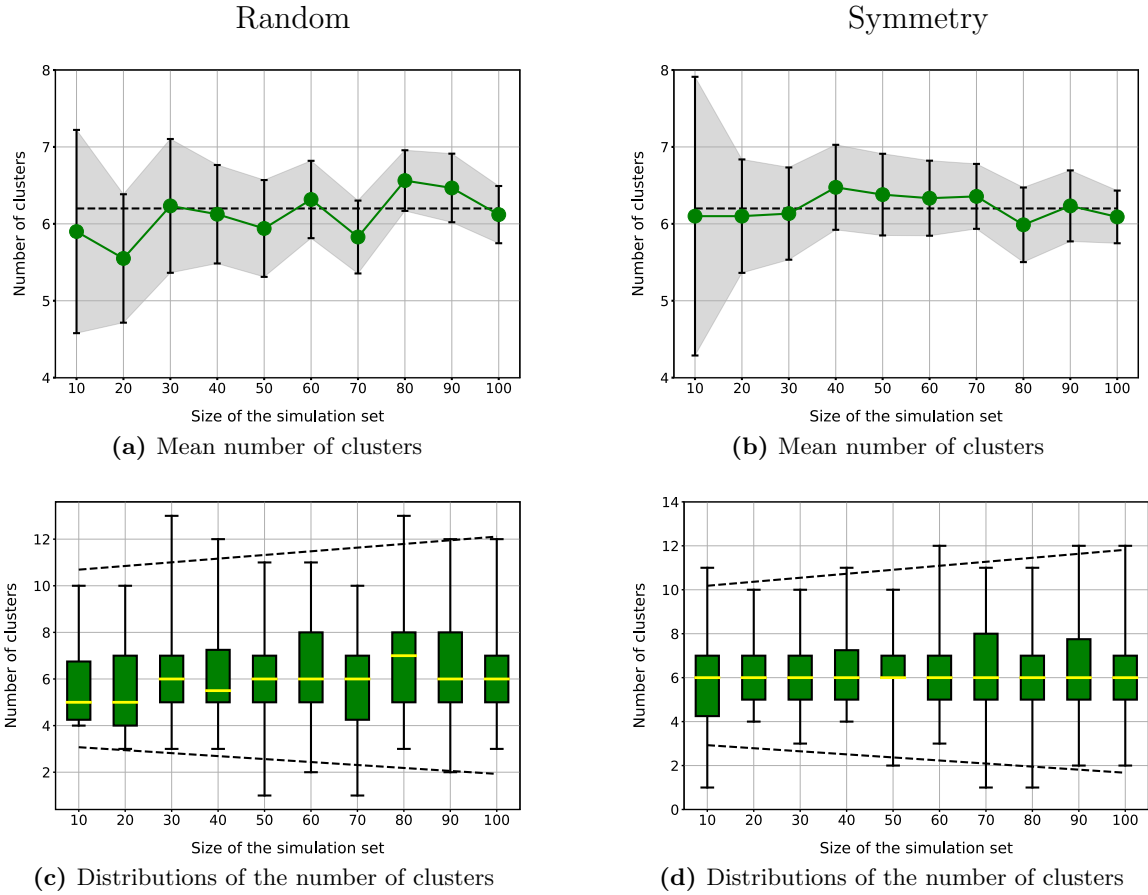 Random
Symmetry
8
7
6
5
4
Number of clusters
10 20 30 40 50 60 70 80 90 100
Size of the simulation set
(a) Mean number of clusters
8
7
6
5
4
Number of clusters
10 20 30 40 50 60 70 80 90 100
Size of the simulation set
(b) Mean number of clusters
12
10
8
6
4
2
Number of clusters
10 20 30 40 50 60 70 80 90 100
Size of the simulation set
(c) Distributions of the number of clusters
14
12
10
8
6
4
2
0
Number of clusters
10 20 30 40 50 60 70 80 90 100
Size of the simulation set
(d) Distributions of the number of clusters